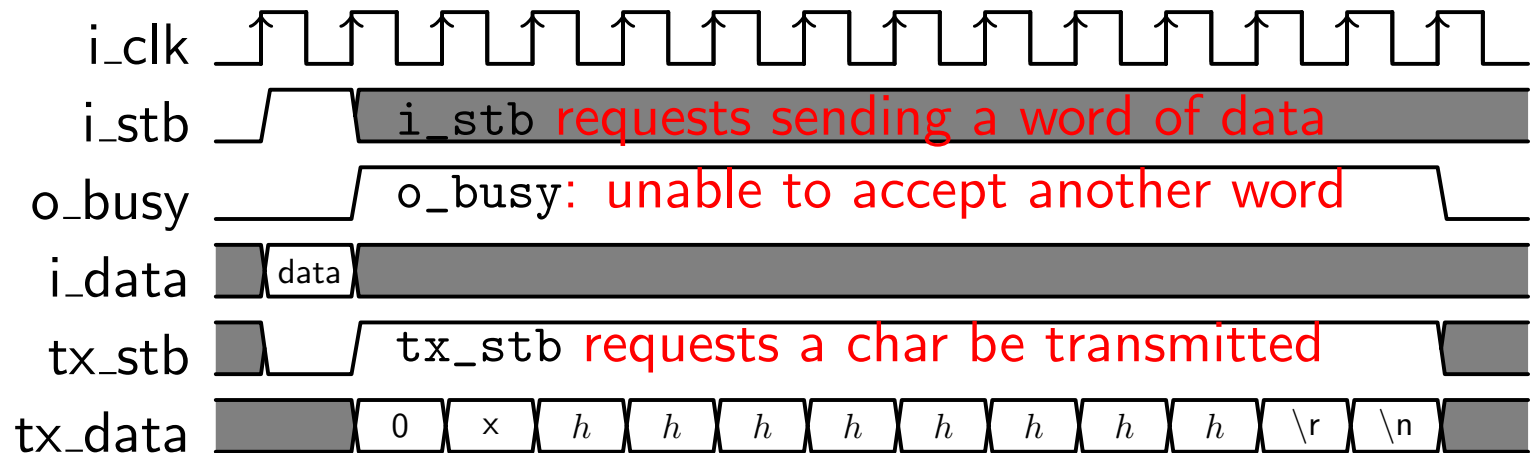 i_clk
i_stb i_stb requests sending a word of data
o_busy o_busy: unable to accept another word
i_data data
tx_stb tx_stb requests a char be transmitted
tx_data 0 x h h h h h h h h \r \n